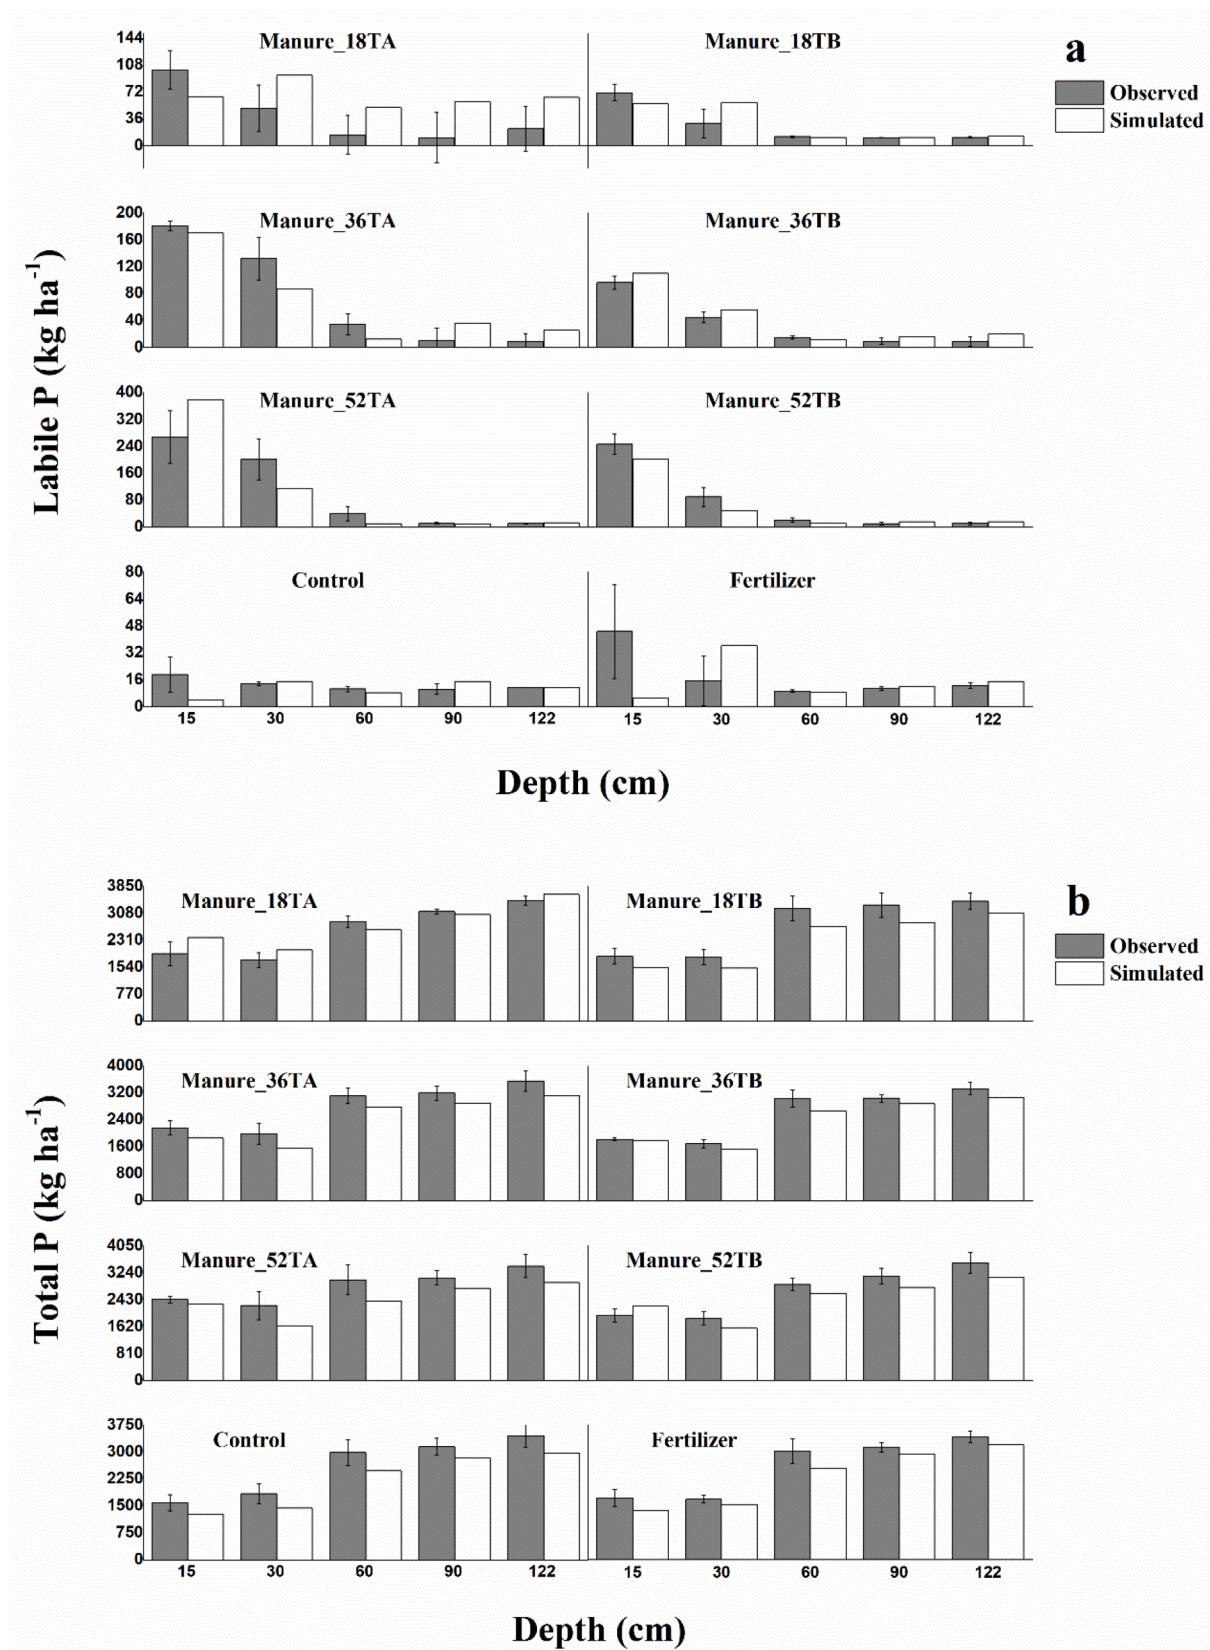 a
Observed
Simulated
Labile P (kg ha-1)
Manure_18TA Manure_18TB
144
108
72
36
0
Manure_36TA Manure_36TB
200
160
120
80
40
0
Manure_52TA Manure_52TB
400
320
240
160
80
0
Control Fertilizer
80
64
48
32
16
0
15 30 60 90 122 15 30 60 90 122
Depth (cm)
b
Observed
Simulated
Total P (kg ha-1)
Manure_18TA Manure_18TB
3850
3080
2310
1540
770
0
Manure_36TA Manure_36TB
4000
3200
2400
1600
800
0
Manure_52TA Manure_52TB
4050
3240
2430
1620
810
0
Control Fertilizer
3750
3000
2250
1500
750
0
15 30 60 90 122 15 30 60 90 122
Depth (cm)